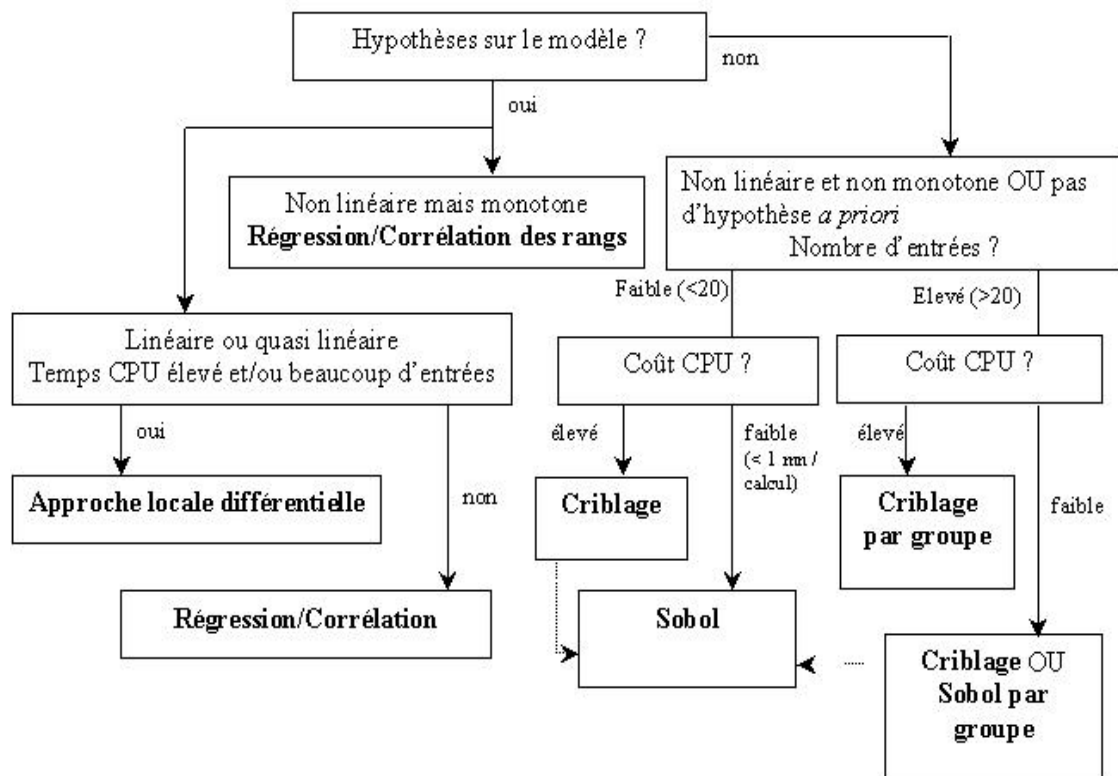 Hypothèses sur le modèle ?
non
oui
Non linéaire mais monotone
Régression/Corrélation des rangs
Non linéaire et non monotone OU pas
d'hypothèse a priori
Nombre d'entrées ?
Faible (<20)
Elevé (>20)
Linéaire ou quasi linéaire
Temps CPU élevé et/ou beaucoup d'entrées
Coût CPU ?
Coût CPU ?
oui
non
élevé
faible
(< 1 mn /
calcul)
élevé
faible
Approche locale différentielle
Criblage
Criblage
par groupe
Régression/Corrélation
Sobol
Criblage OU
Sobol par
groupe